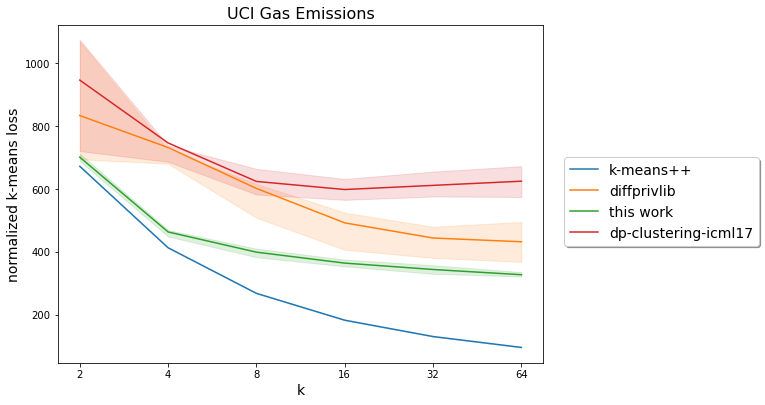 UCI Gas Emissions
normalized k-means loss
1000
800
600
400
200
2 4 8 16 32 64
k
k-means++
diffprivlib
this work
dp-clustering-icml17